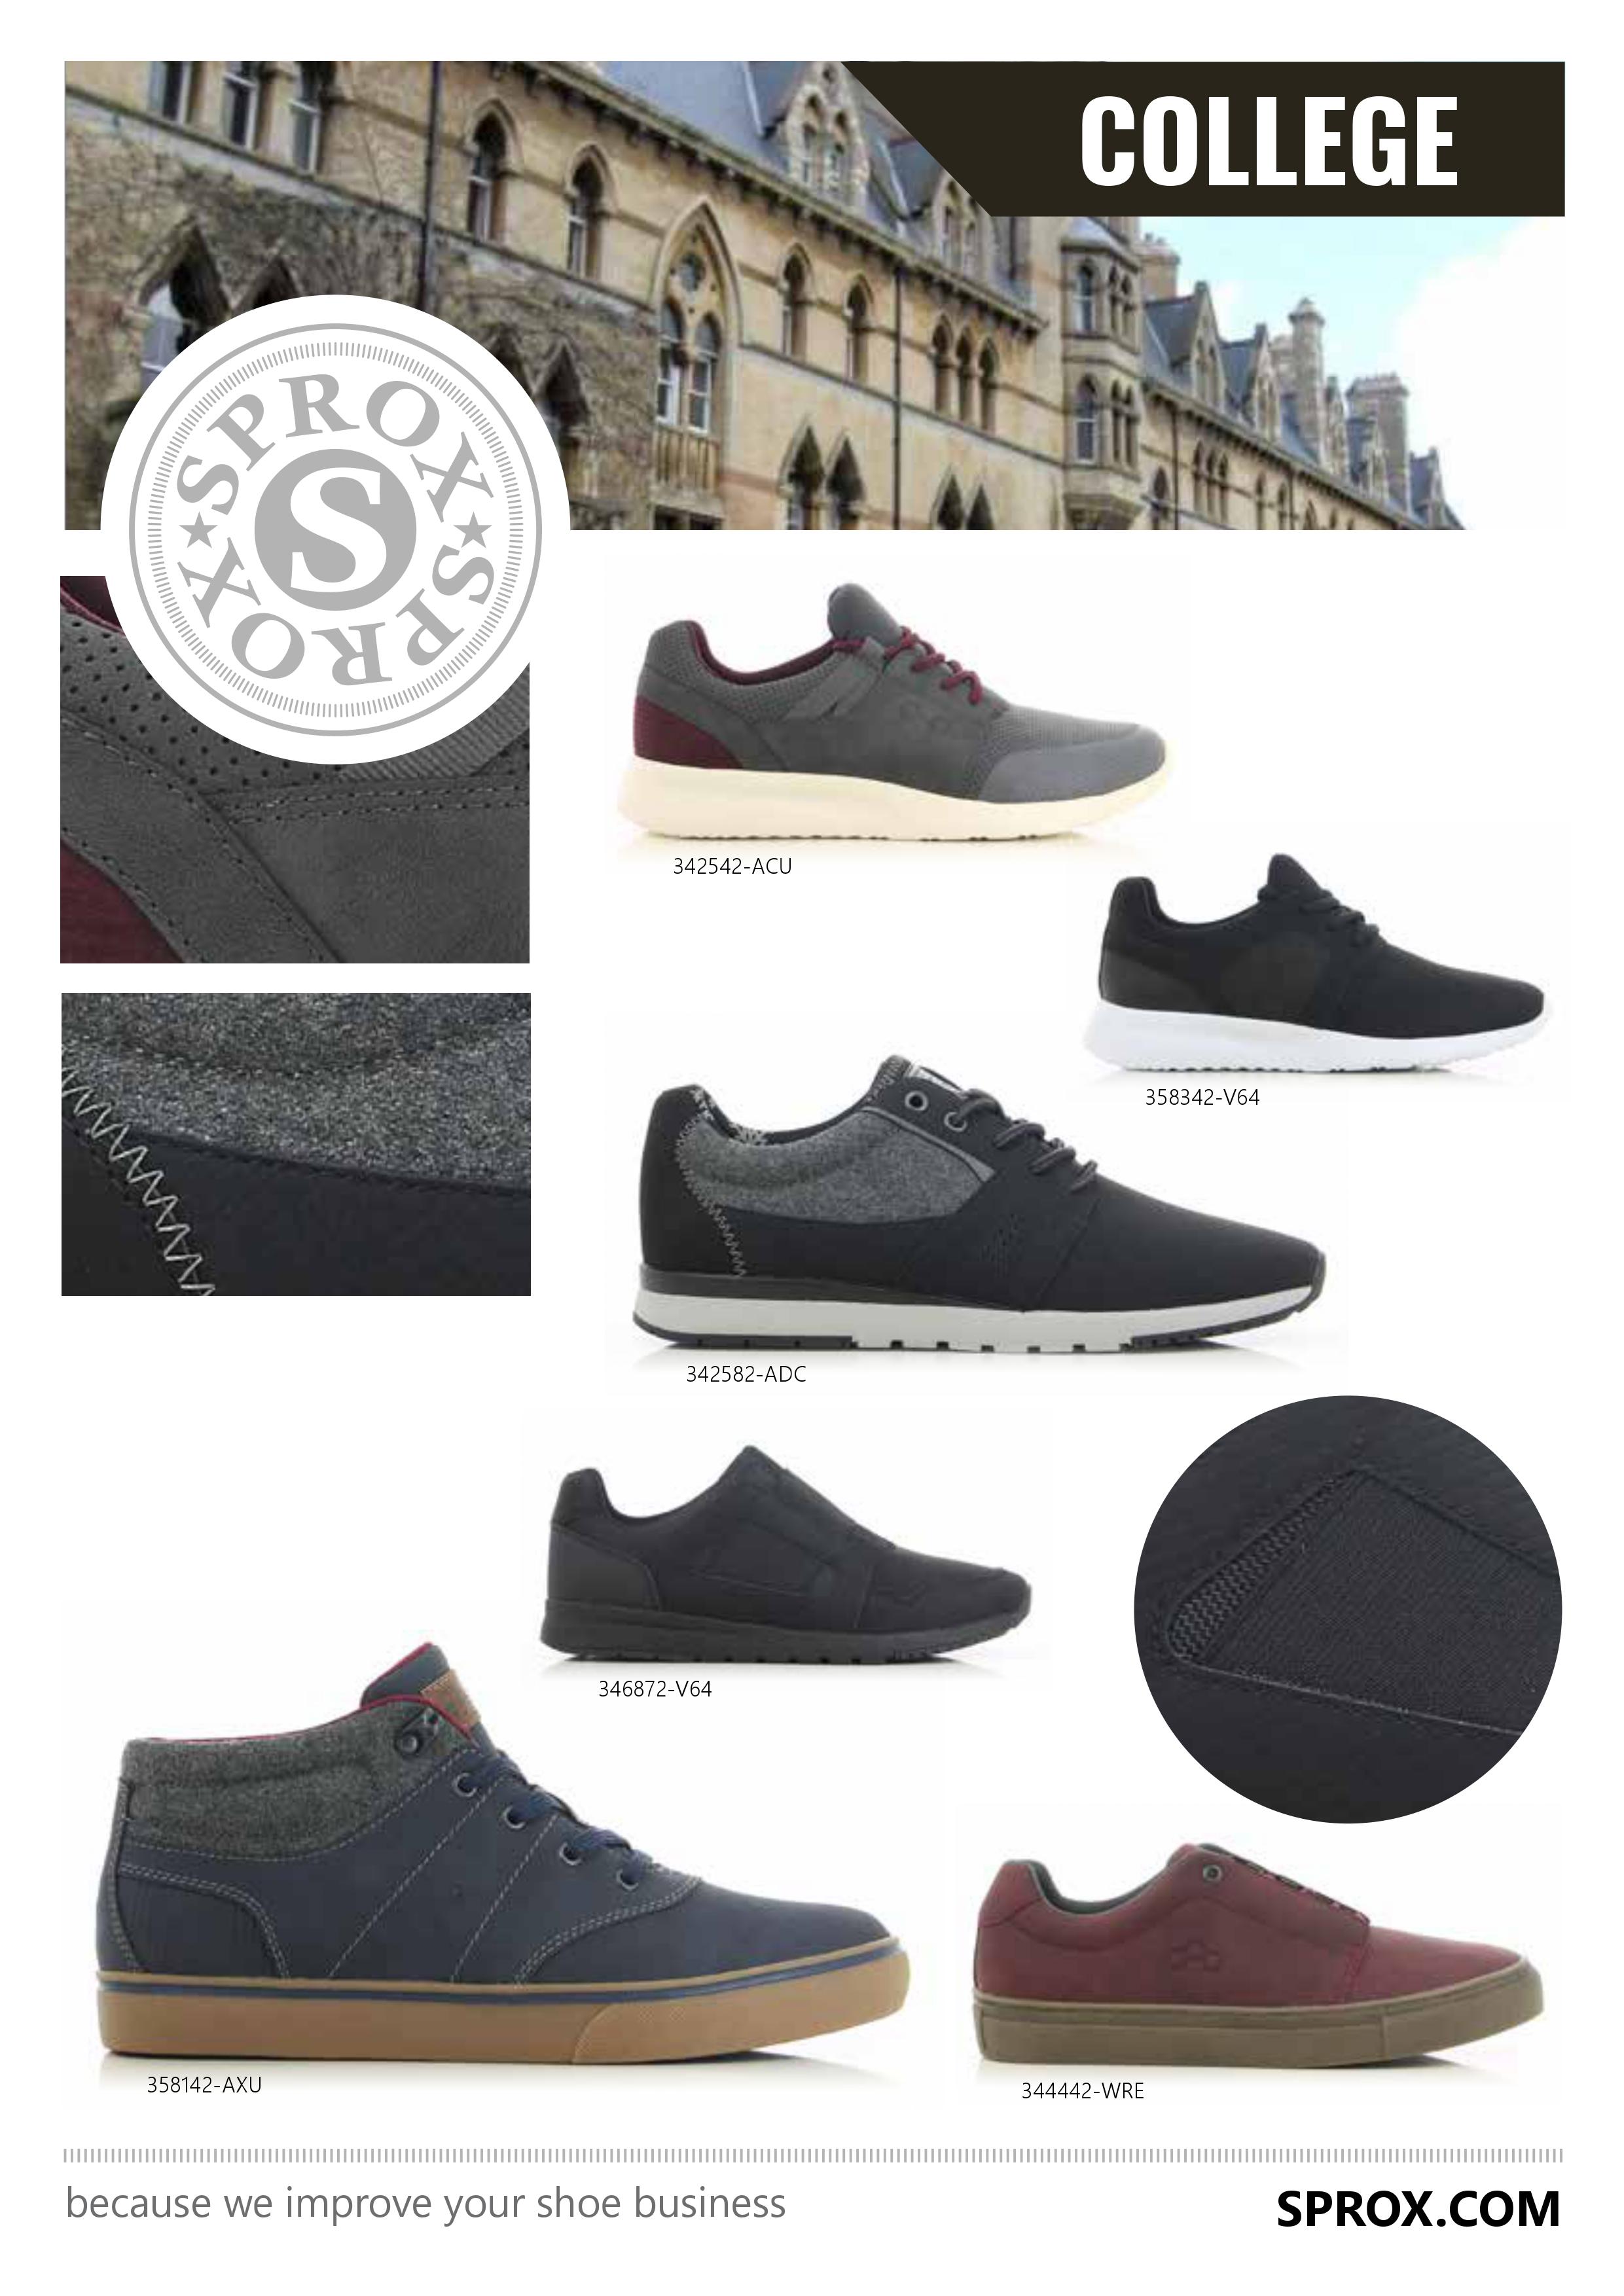 COLLEGE
SPROX
SPROX
S
342542-ACU
358342-V64
342582-ADC
346872-V64
358142-AXU
344442-WRE
because we improve your shoe business
SPROX.COM